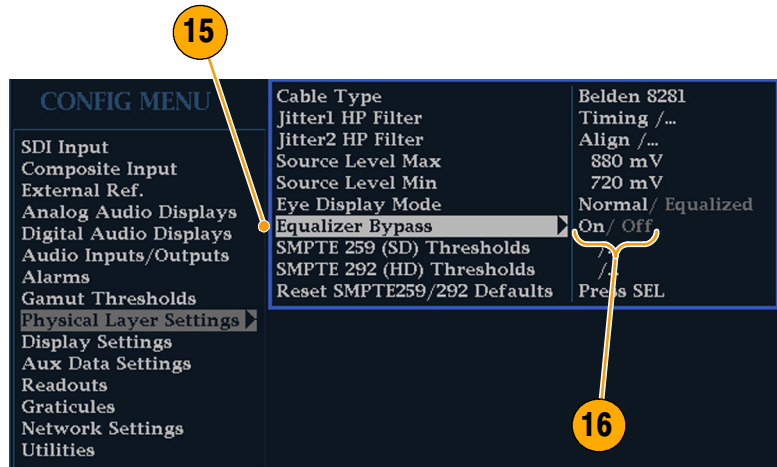 15
CONFIG MENU
SDI Input
Composite Input
External Ref.
Analog Audio Displays
Digital Audio Displays
Audio Inputs/Outputs
Alarms
Gamut Thresholds
Physical Layer Settings
Display Settings
Aux Data Settings
Readouts
Graticules
Network Settings
Utilities
Cable Type Belden 8281
Jitter1 HP Filter Timing /...
Jitter2 HP Filter Align /...
Source Level Max 880 mV
Source Level Min 720 mV
Eye Display Mode Normal/ Equalized
Equalizer Bypass On/ Off
SMPTE 259 (SD) Thresholds /...
SMPTE 292 (HD) Thresholds /...
Reset SMPTE259/292 Defaults Press SEL
16